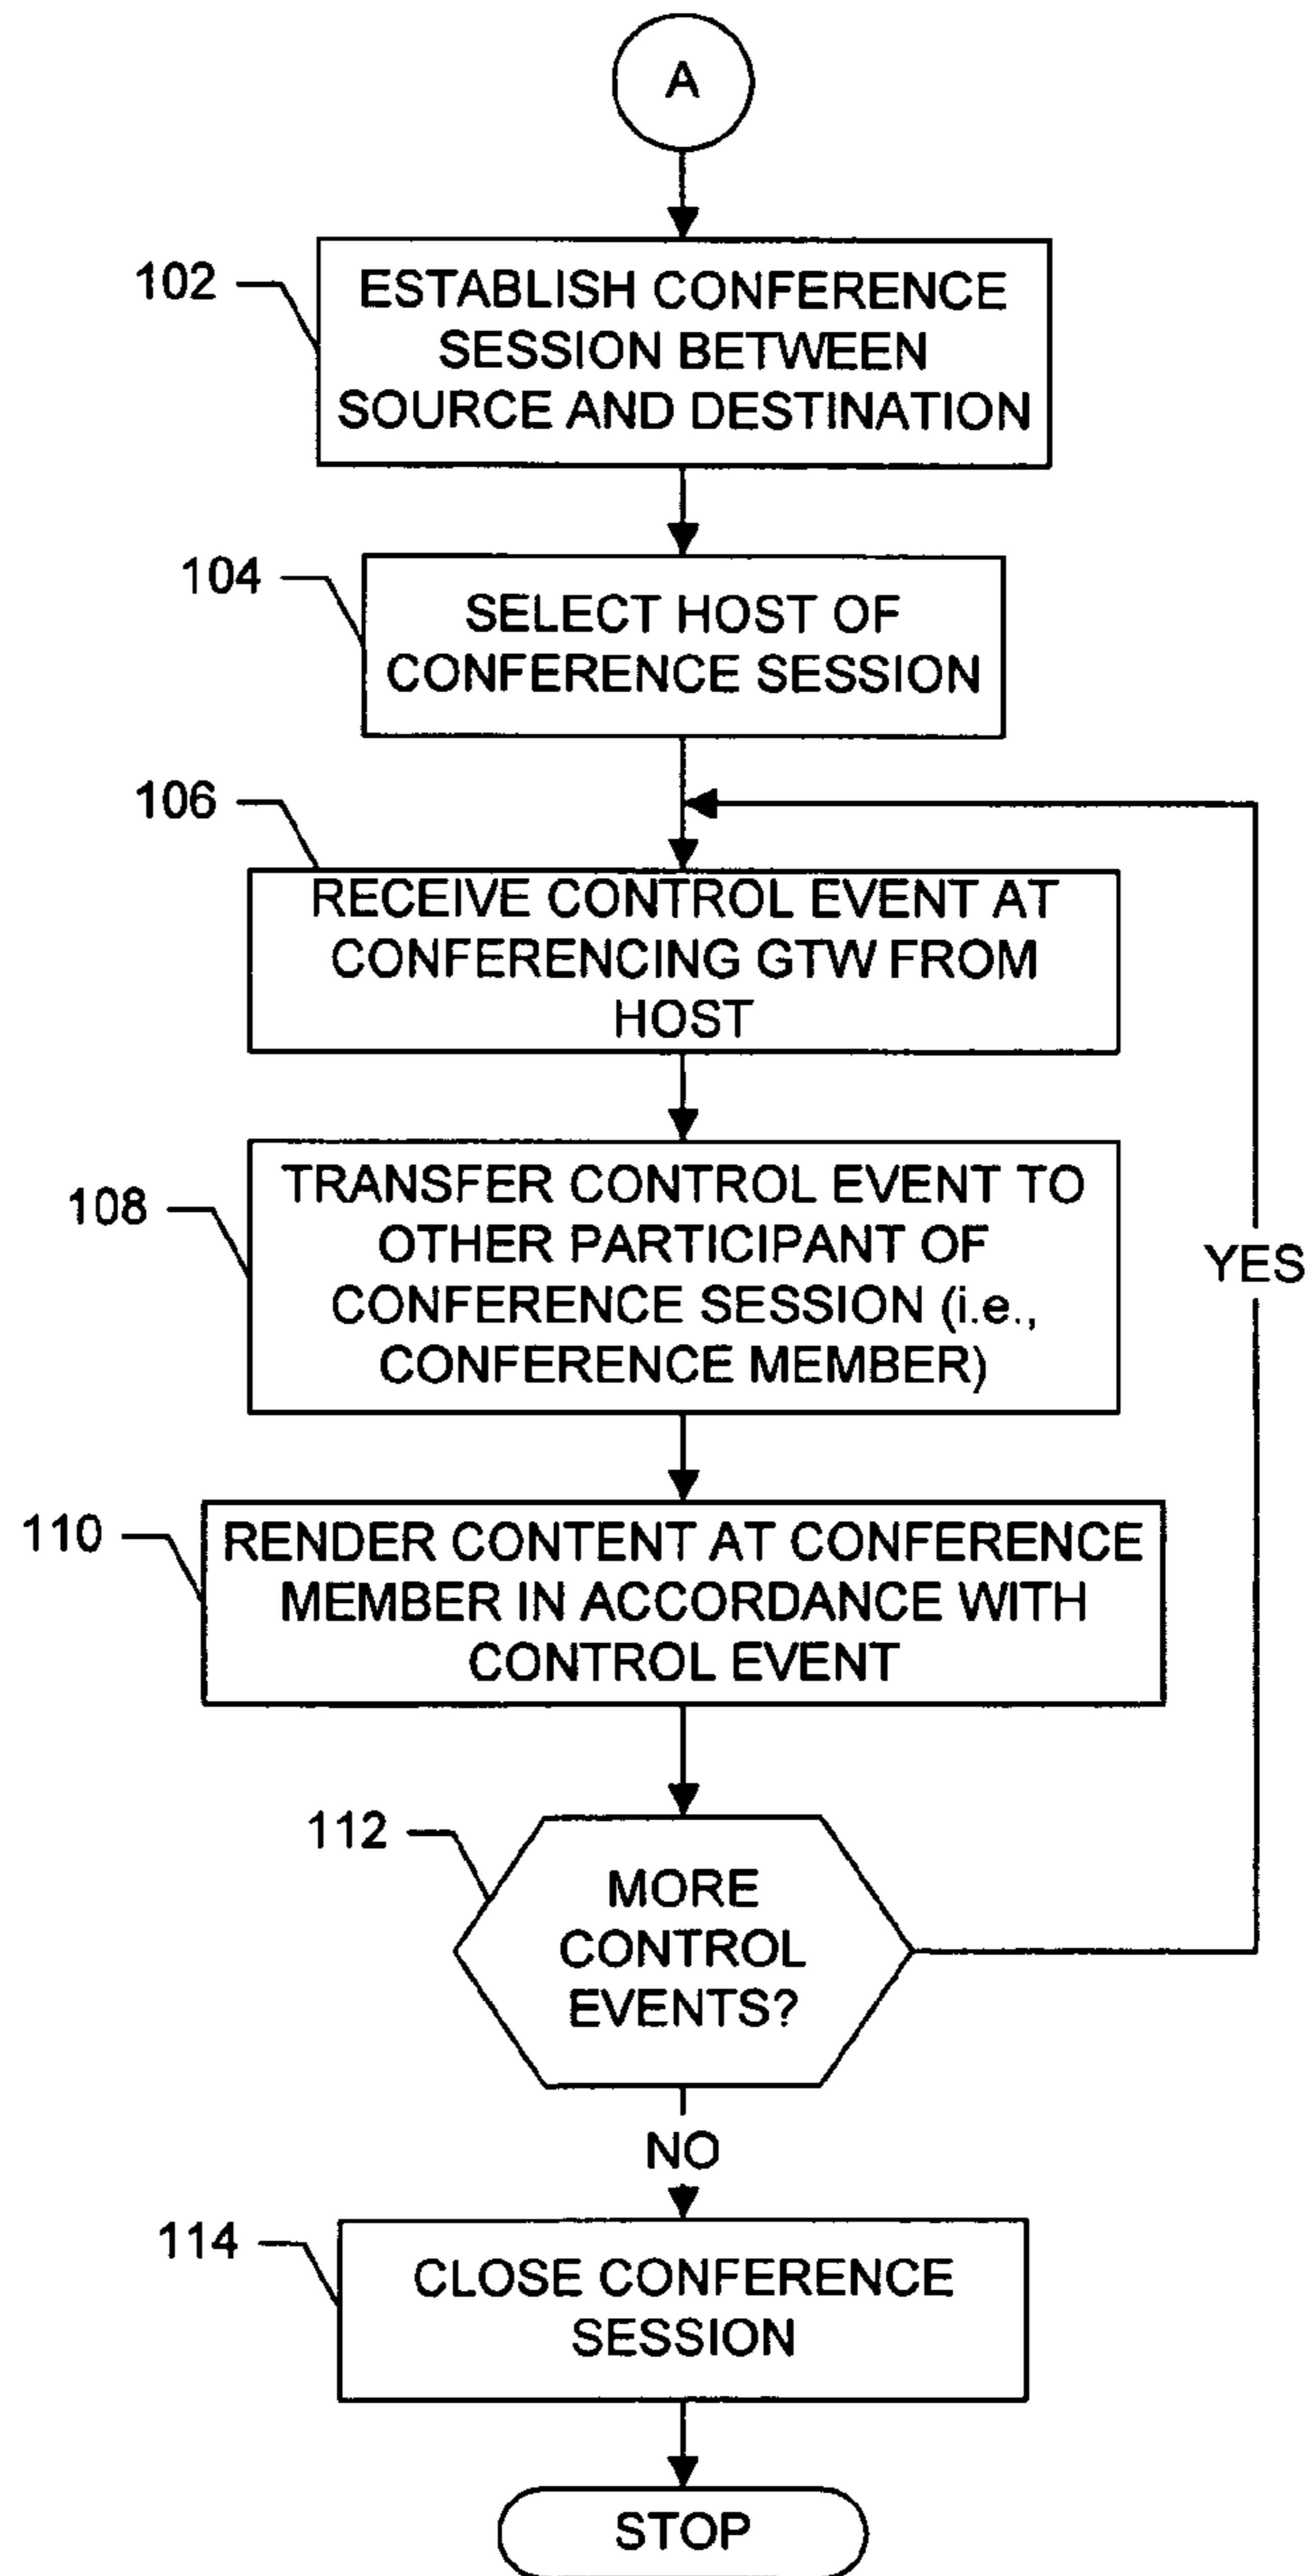 A
102
ESTABLISH CONFERENCE
SESSION BETWEEN
SOURCE AND DESTINATION
104
SELECT HOST OF
CONFERENCE SESSION
106
RECEIVE CONTROL EVENT AT
CONFERENCING GTW FROM
HOST
108
TRANSFER CONTROL EVENT TO
OTHER PARTICIPANT OF
CONFERENCE SESSION (i.e.,
CONFERENCE MEMBER)
YES
110
RENDER CONTENT AT CONFERENCE
MEMBER IN ACCORDANCE WITH
CONTROL EVENT
112
MORE
CONTROL
EVENTS?
NO
114
CLOSE CONFERENCE
SESSION
STOP